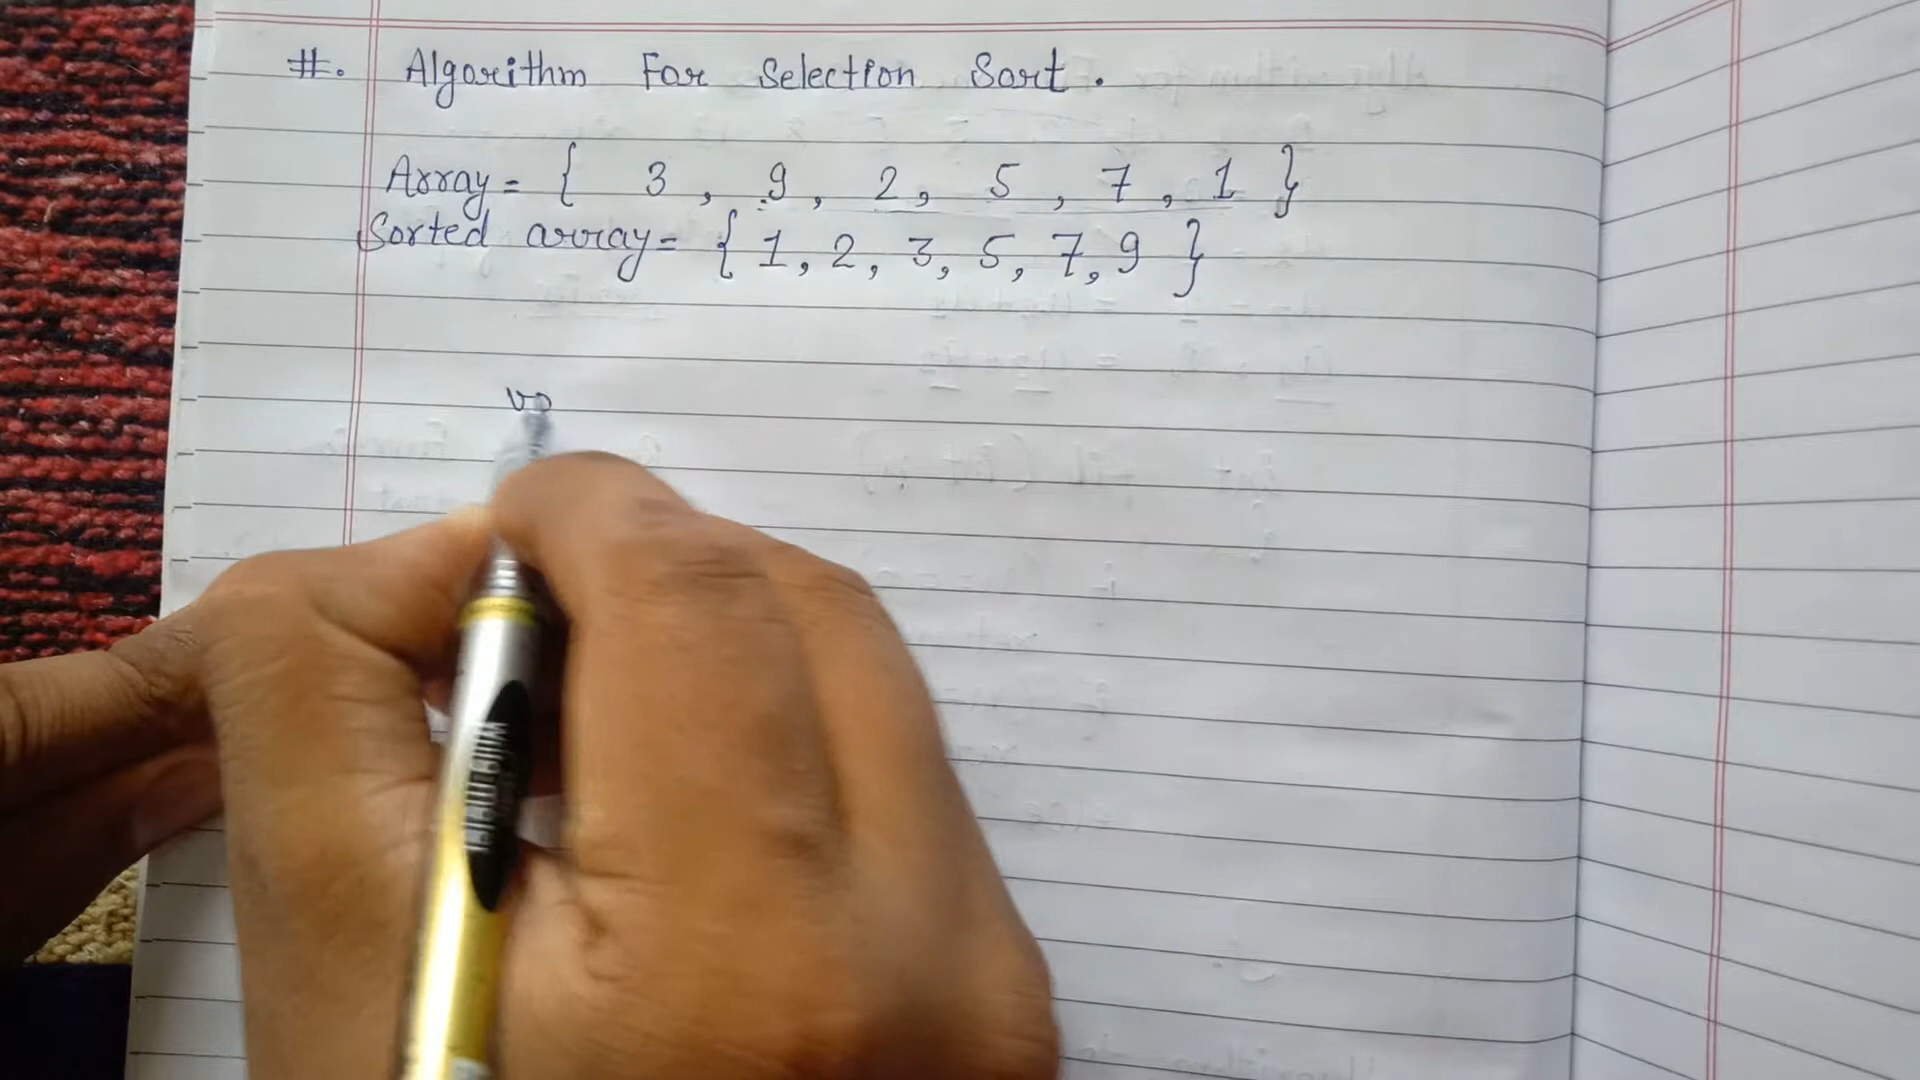 #. Algorithm For Selection Sort.
Array = { 3, 9, 2, 5, 7, 1 }
Sorted array = { 1, 2, 3, 5, 7, 9 }
vo